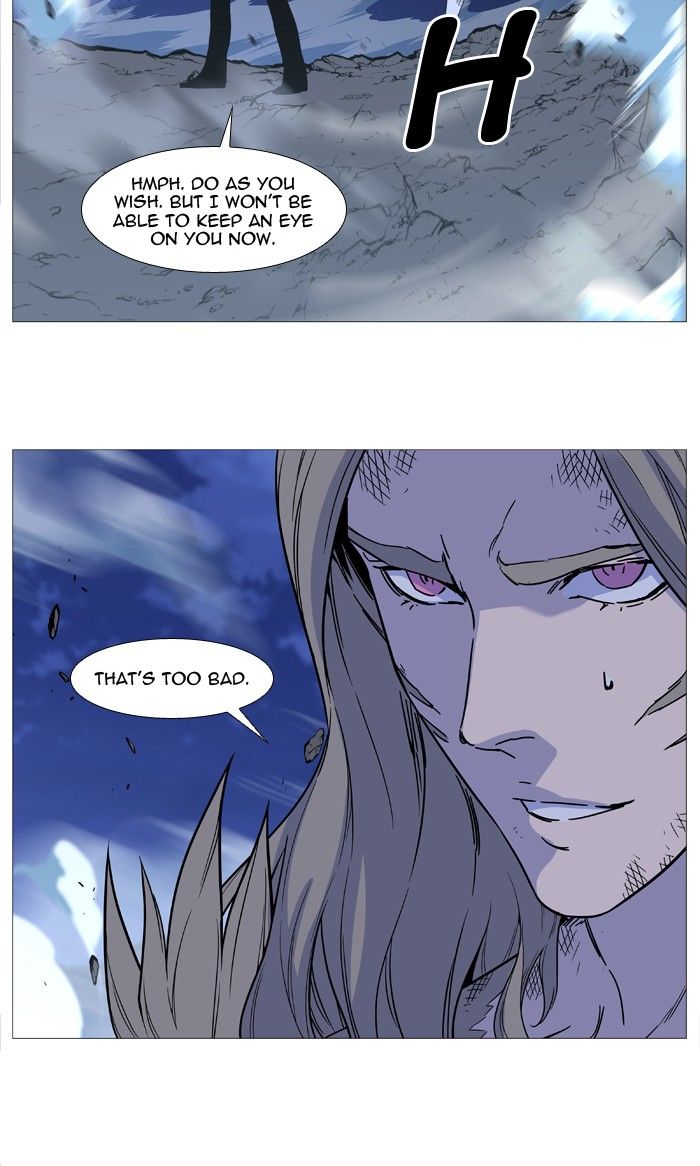 H
HMPH. DO AS YOU
WISH. BUT I WON'T BE
ABLE TO KEEP AN EYE
ON YOU NOW.
THAT'S TOO BAD.